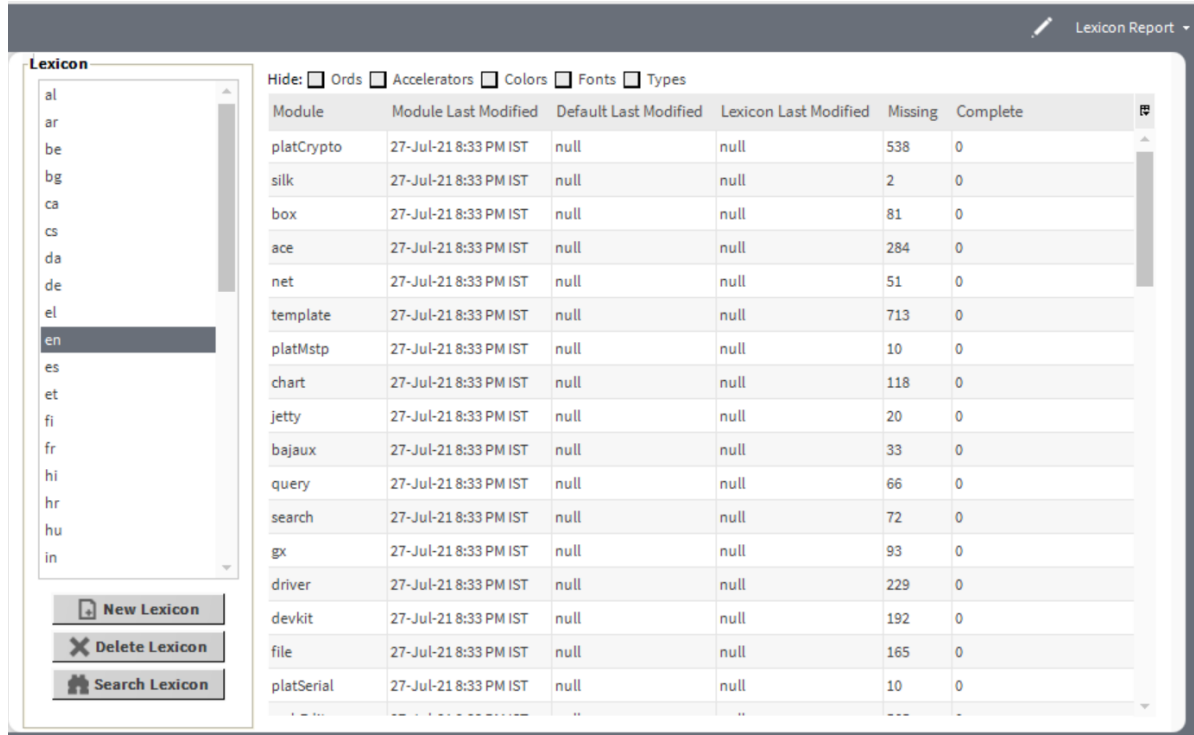 Lexicon Report
Lexicon
al
ar
be
bg
ca
cs
da
de
el
en
es
et
fi
fr
hi
hr
hu
in
New Lexicon
Delete Lexicon
Search Lexicon
Hide: Ords Accelerators Colors Fonts Types
Module Module Last Modified Default Last Modified Lexicon Last Modified Missing Complete
platCrypto 27-Jul-21 8:33 PM IST null null 538 0
silk 27-Jul-21 8:33 PM IST null null 2 0
box 27-Jul-21 8:33 PM IST null null 81 0
ace 27-Jul-21 8:33 PM IST null null 284 0
net 27-Jul-21 8:33 PM IST null null 51 0
template 27-Jul-21 8:33 PM IST null null 713 0
platMstp 27-Jul-21 8:33 PM IST null null 10 0
chart 27-Jul-21 8:33 PM IST null null 118 0
jetty 27-Jul-21 8:33 PM IST null null 20 0
bajaux 27-Jul-21 8:33 PM IST null null 33 0
query 27-Jul-21 8:33 PM IST null null 66 0
search 27-Jul-21 8:33 PM IST null null 72 0
gx 27-Jul-21 8:33 PM IST null null 93 0
driver 27-Jul-21 8:33 PM IST null null 229 0
devkit 27-Jul-21 8:33 PM IST null null 192 0
file 27-Jul-21 8:33 PM IST null null 165 0
platSerial 27-Jul-21 8:33 PM IST null null 10 0